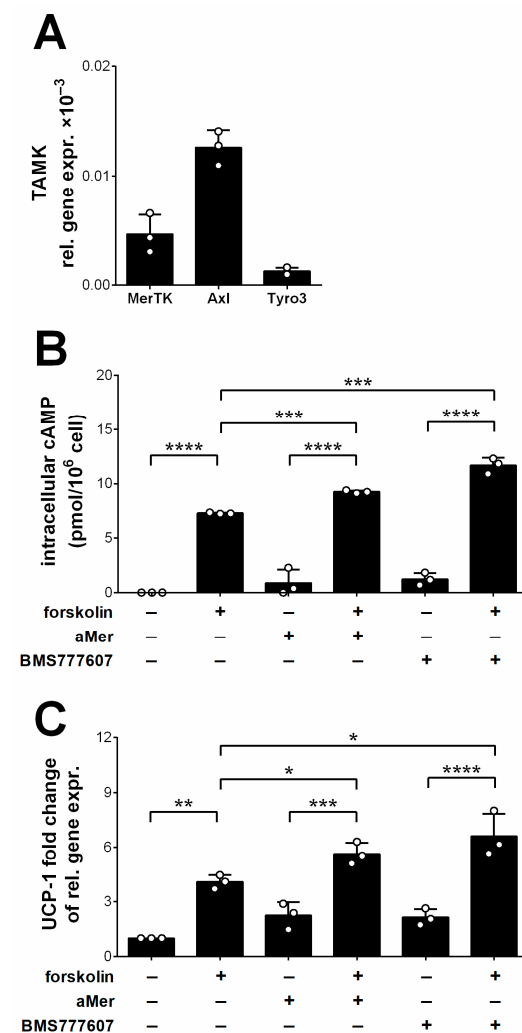 A
TAMK
rel. gene expr. ×10⁻³
0.02
0.01
0.00
MerTK Axl Tyro3
B
intracellular cAMP
(pmol/10⁶ cell)
20
15
10
5
0
***
***
****
****
****
forskolin – + – + – +
aMer – – + + – –
BMS777607 – – – – + +
C
UCP-1 fold change
of rel. gene expr.
12
9
6
3
0
*
*
****
**
***
forskolin – + – + – +
aMer – – + + – –
BMS777607 – – – – + +